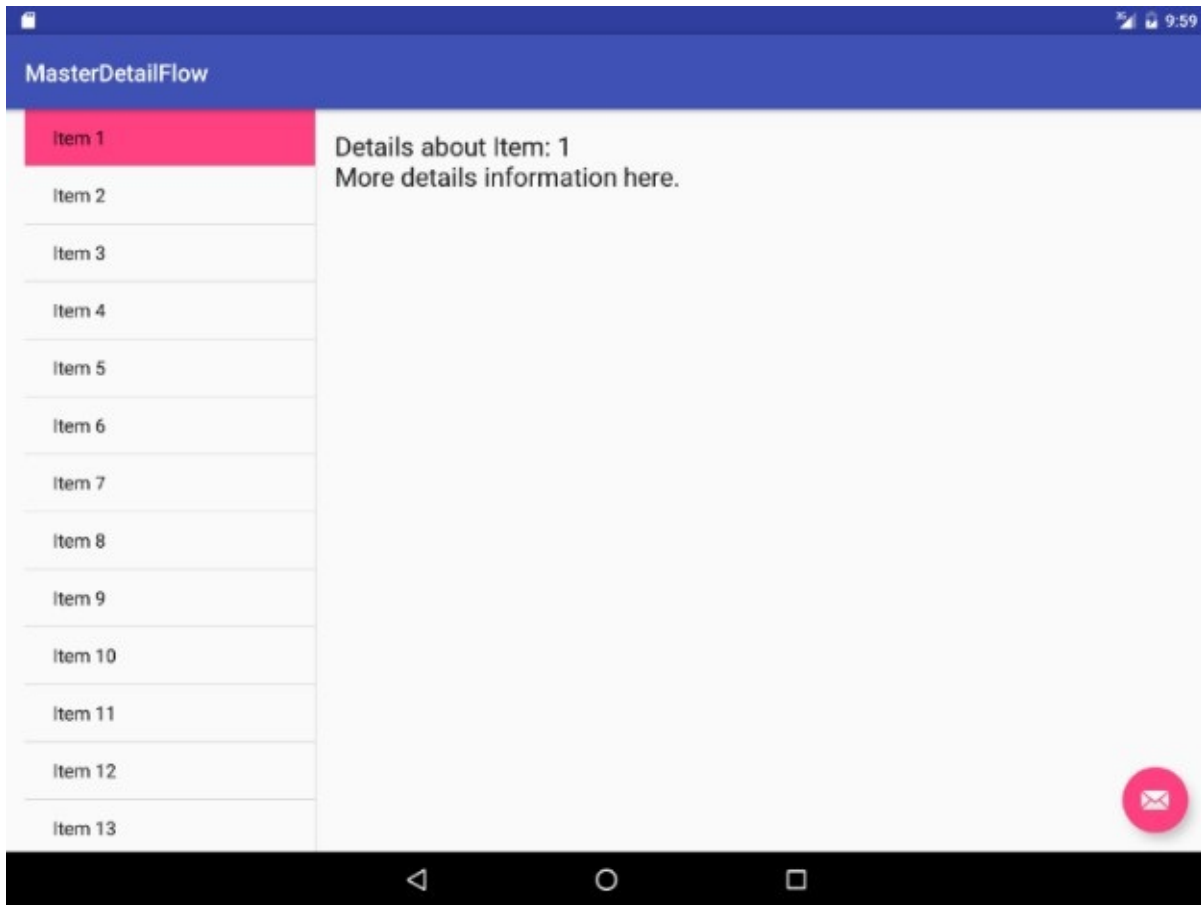 9:59
MasterDetailFlow
Item 1
Item 2
Item 3
Item 4
Item 5
Item 6
Item 7
Item 8
Item 9
Item 10
Item 11
Item 12
Item 13
Details about Item: 1
More details information here.